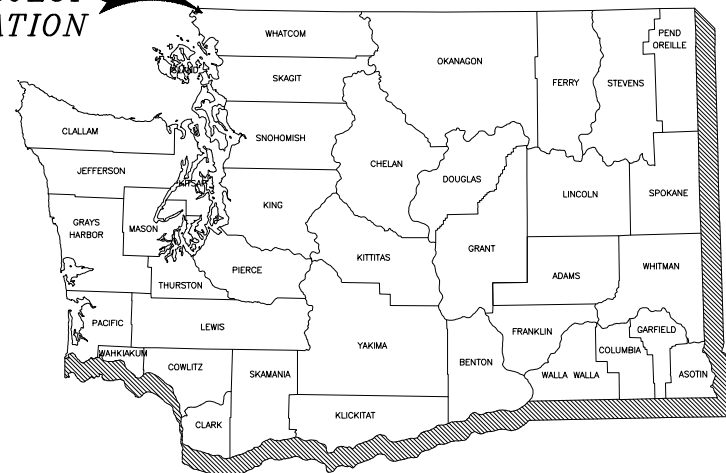 ATION
WHATCOM
OKANAGON
PEND
OREILLE
ISLAND
SKAGIT
FERRY
STEVENS
CLALLAM
SNOHOMISH
CHELAN
JEFFERSON
KITSAP
DOUGLAS
LINCOLN
SPOKANE
KING
GRAYS
HARBOR
MASON
GRANT
KITTITAS
PIERCE
THURSTON
ADAMS
WHITMAN
PACIFIC
LEWIS
YAKIMA
FRANKLIN
GARFIELD
WAHKIAKUM
COLUMBIA
COWLITZ
SKAMANIA
BENTON
WALLA WALLA
ASOTIN
KLICKITAT
CLARK